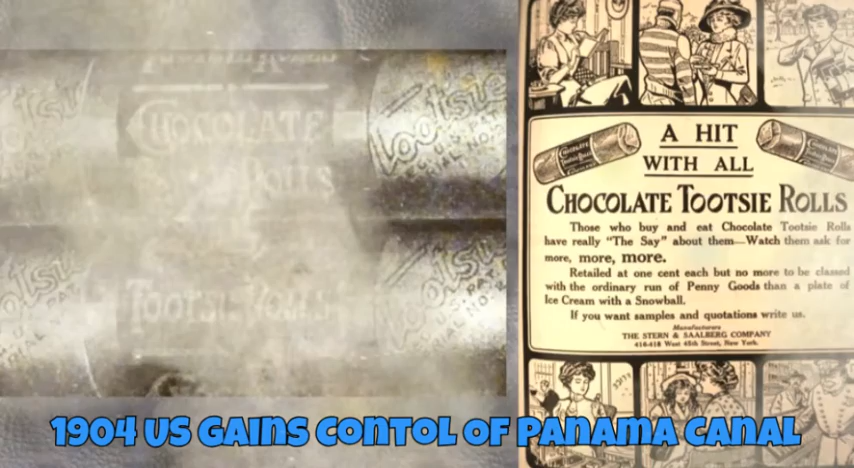 Tootsie
CHOCOLATE
Tootsie
U.S. PAT.
Rolls
A HIT
WITH ALL
CHOCOLATE TOOTSIE ROLLS
Those who buy and eat Chocolate Tootsie Rolls
have really "The Say" about them—Watch them ask for
more, more, more.
Retailed at one cent each but no more to be classed
with the ordinary run of Penny Goods than a plate of
Ice Cream with a Snowball.
If you want samples and quotations write us.
Manufacturers
THE STERN & SAALBERG COMPANY
416-418 West 45th Street, New York.
1904 US GAINS CONTOL OF PANAMA CANAL